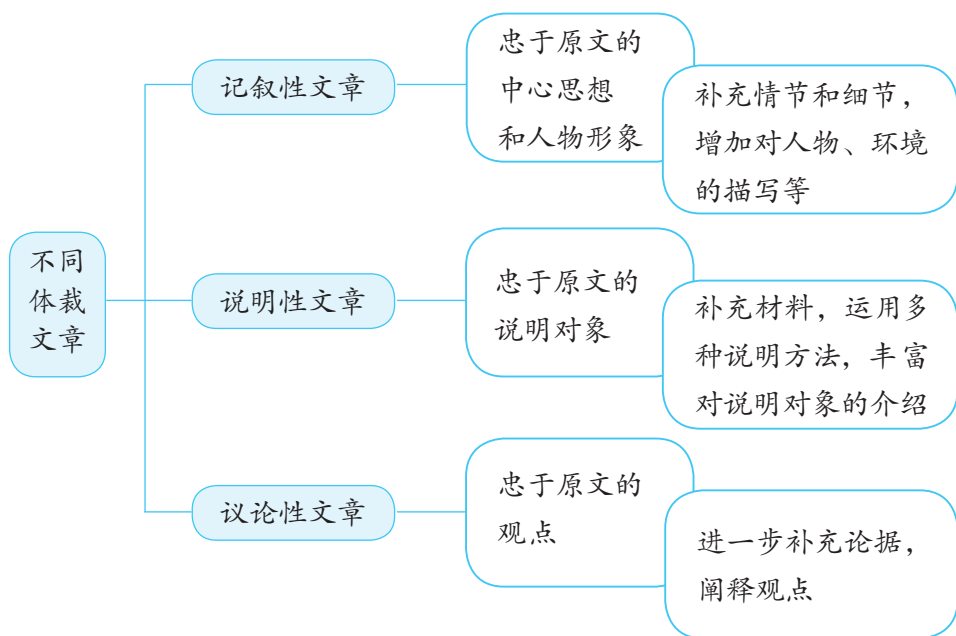 不同
体裁
文章
记叙性文章
忠于原文的
中心思想
和人物形象
补充情节和细节，
增加对人物、环境
的描写等
说明性文章
忠于原文的
说明对象
补充材料，运用多
种说明方法，丰富
对说明对象的介绍
议论性文章
忠于原文的
观点
进一步补充论据，
阐释观点